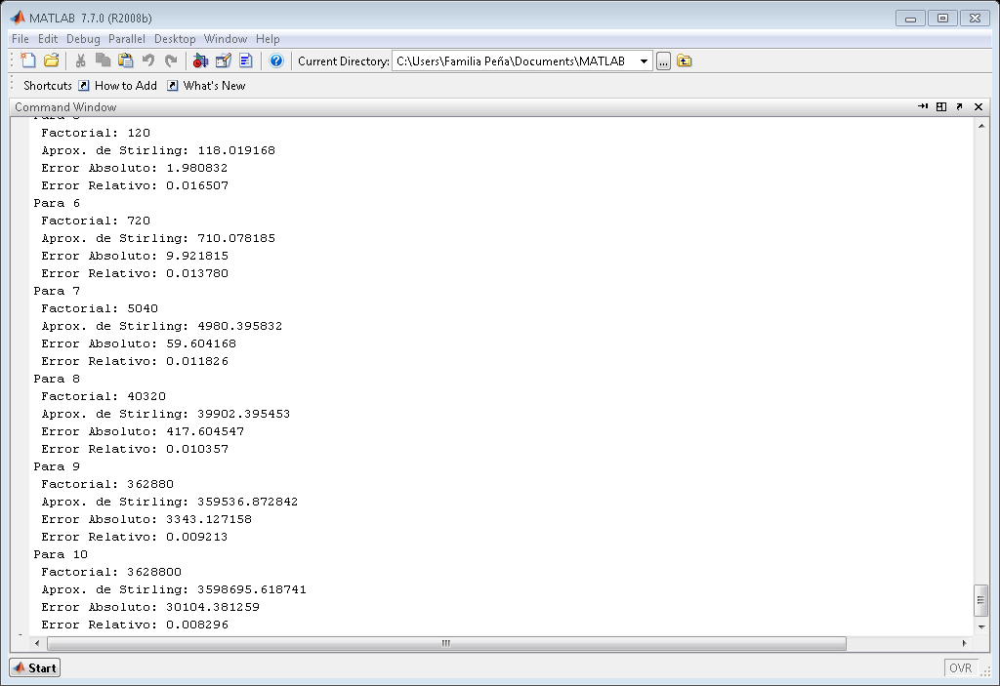 MATLAB 7.7.0 (R2008b)
File Edit Debug Parallel Desktop Window Help
Current Directory: C:\Users\Familia Peña\Documents\MATLAB ...
Shortcuts How to Add What's New
Command Window
Para 5
Factorial: 120
Aprox. de Stirling: 118.019168
Error Absoluto: 1.980832
Error Relativo: 0.016507
Para 6
Factorial: 720
Aprox. de Stirling: 710.078185
Error Absoluto: 9.921815
Error Relativo: 0.013780
Para 7
Factorial: 5040
Aprox. de Stirling: 4980.395832
Error Absoluto: 59.604168
Error Relativo: 0.011826
Para 8
Factorial: 40320
Aprox. de Stirling: 39902.395453
Error Absoluto: 417.604547
Error Relativo: 0.010357
Para 9
Factorial: 362880
Aprox. de Stirling: 359536.872842
Error Absoluto: 3343.127158
Error Relativo: 0.009213
Para 10
Factorial: 3628800
Aprox. de Stirling: 3598695.618741
Error Absoluto: 30104.381259
Error Relativo: 0.008296
Start
OVR